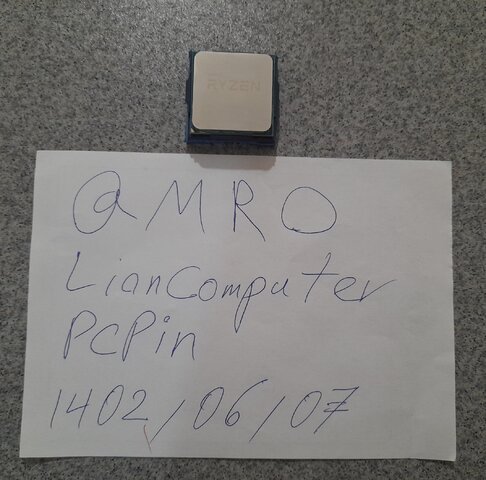 RYZEN
@MRO
LianComputer
PcPin
1402/06/07